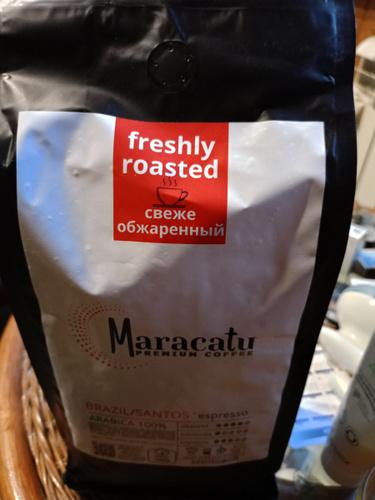 freshly
roasted
свеже
обжаренный
Maracatu
PREMIUM COFFEE
BRAZIL/SANTOS espresso
ARABICA 100%